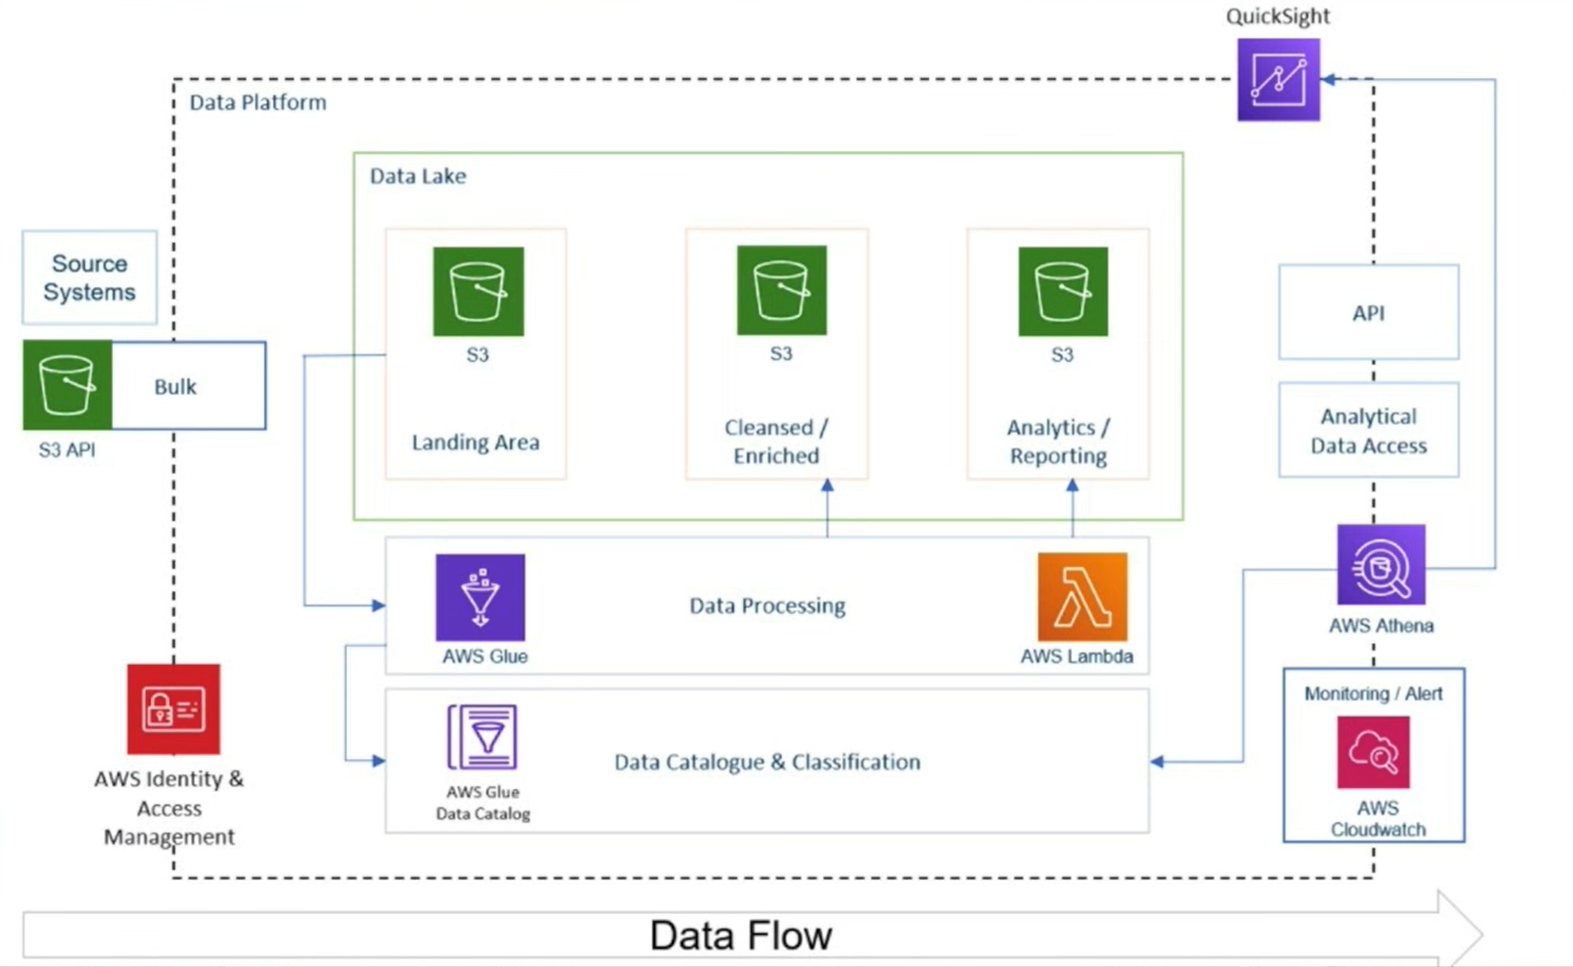 QuickSight
Data Platform
Data Lake
Source
Systems
S3
S3
S3
Landing Area
Cleansed /
Enriched
Analytics /
Reporting
Bulk
S3 API
API
Analytical
Data Access
Data Processing
AWS Glue
AWS Lambda
AWS Athena
AWS Identity &
Access
Management
AWS Glue
Data Catalog
Data Catalogue & Classification
Monitoring / Alert
AWS
Cloudwatch
Data Flow